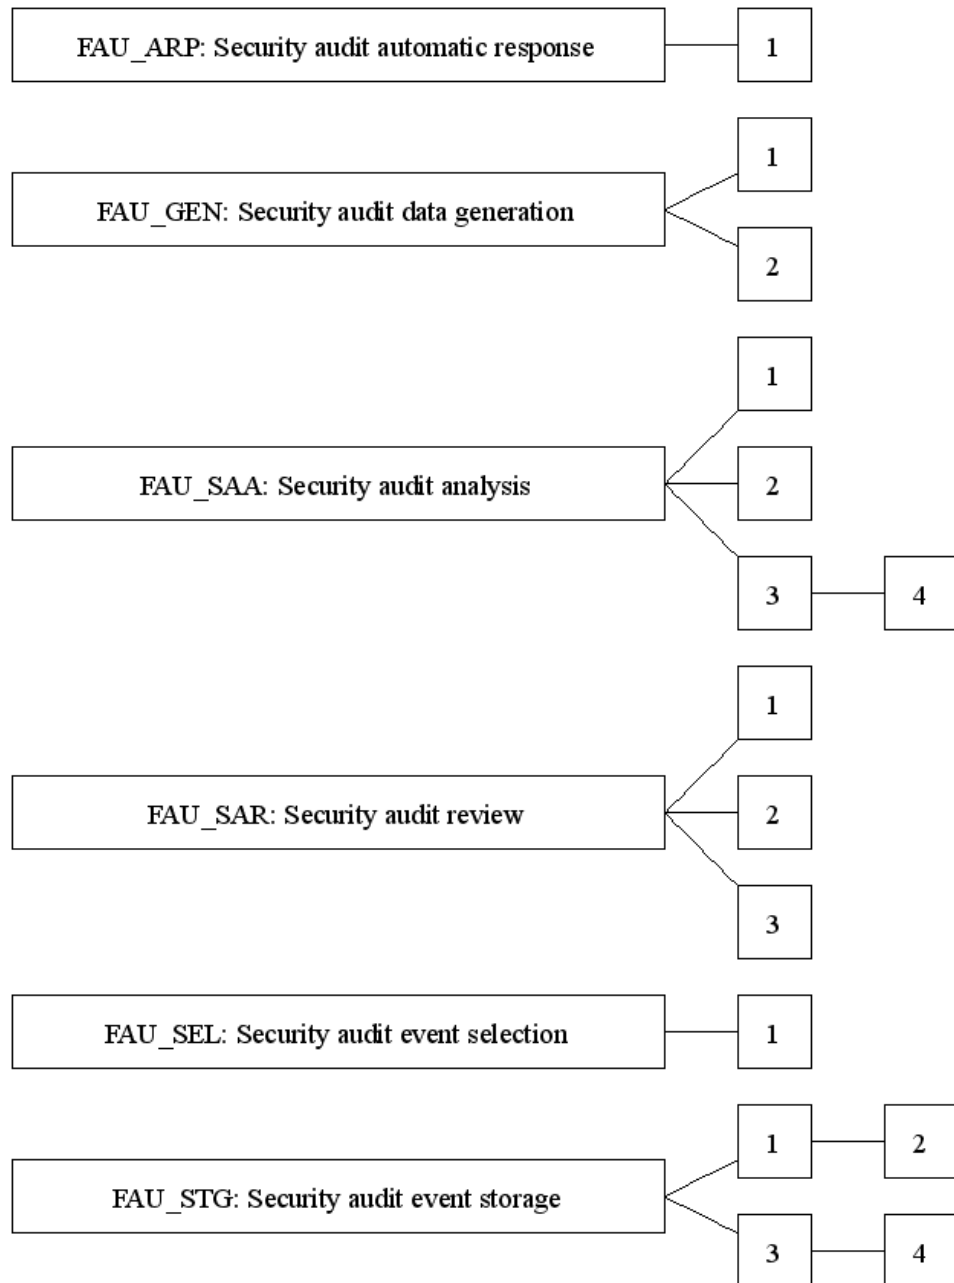 FAU_ARP: Security audit automatic response 1
1
FAU_GEN: Security audit data generation
2
1
FAU_SAA: Security audit analysis 2
3 4
1
FAU_SAR: Security audit review 2
3
FAU_SEL: Security audit event selection 1
1 2
FAU_STG: Security audit event storage
3 4